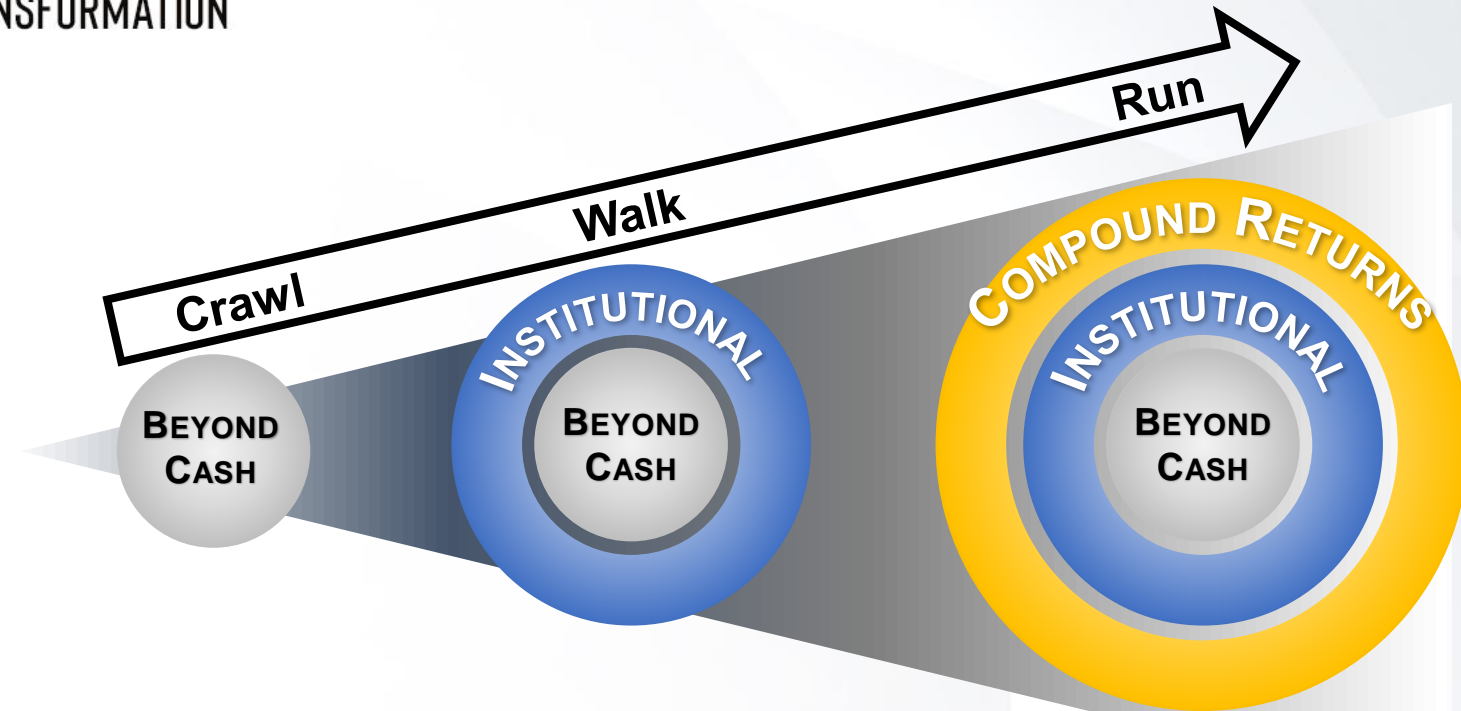 NSFORMATION
Run
Walk
Crawl
COMPOUND RETURNS
INSTITUTIONAL
INSTITUTIONAL
BEYOND
CASH
BEYOND
CASH
BEYOND
CASH